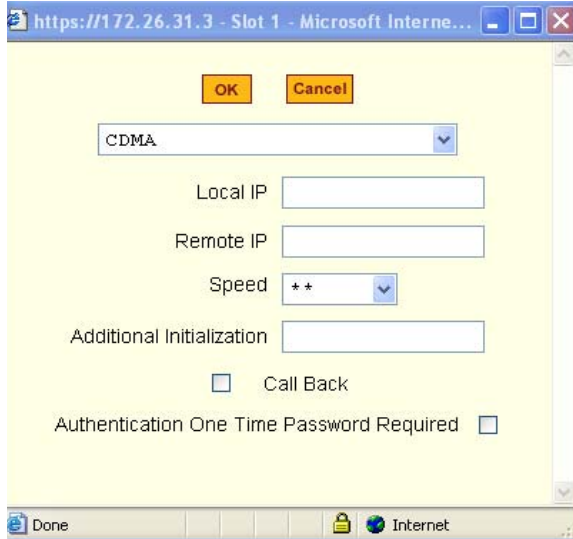 https://172.26.31.3 - Slot 1 - Microsoft Interne...
OK Cancel
CDMA
Local IP
Remote IP
Speed **
Additional Initialization
Call Back
Authentication One Time Password Required
Done Internet